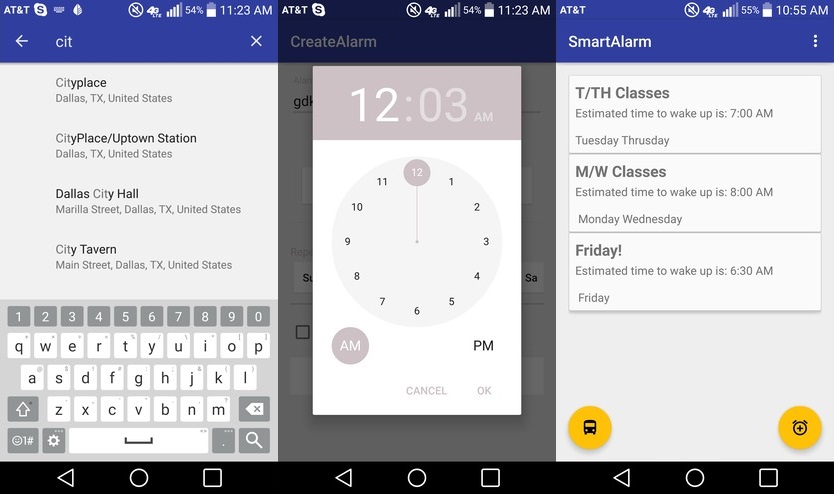 AT&T 54% 11:23 AM
cit
Cityplace
Dallas, TX, United States
CityPlace/Uptown Station
Dallas, TX, United States
Dallas City Hall
Marilla Street, Dallas, TX, United States
City Tavern
Main Street, Dallas, TX, United States
1 2 3 4 5 6 7 8 9 0
q w e r t y u i o p
a s d f g h j k l
z x c v b n m
1# .
AT&T 54% 11:23 AM
CreateAlarm
gdk
12:03 AM
12
11 1
10 2
9 3
8 4
7 5
6
Su Sa
AM PM
CANCEL OK
AT&T 4G LTE 55% 10:55 AM
SmartAlarm
T/TH Classes
Estimated time to wake up is: 7:00 AM
Tuesday Thrusday
M/W Classes
Estimated time to wake up is: 8:00 AM
Monday Wednesday
Friday!
Estimated time to wake up is: 6:30 AM
Friday